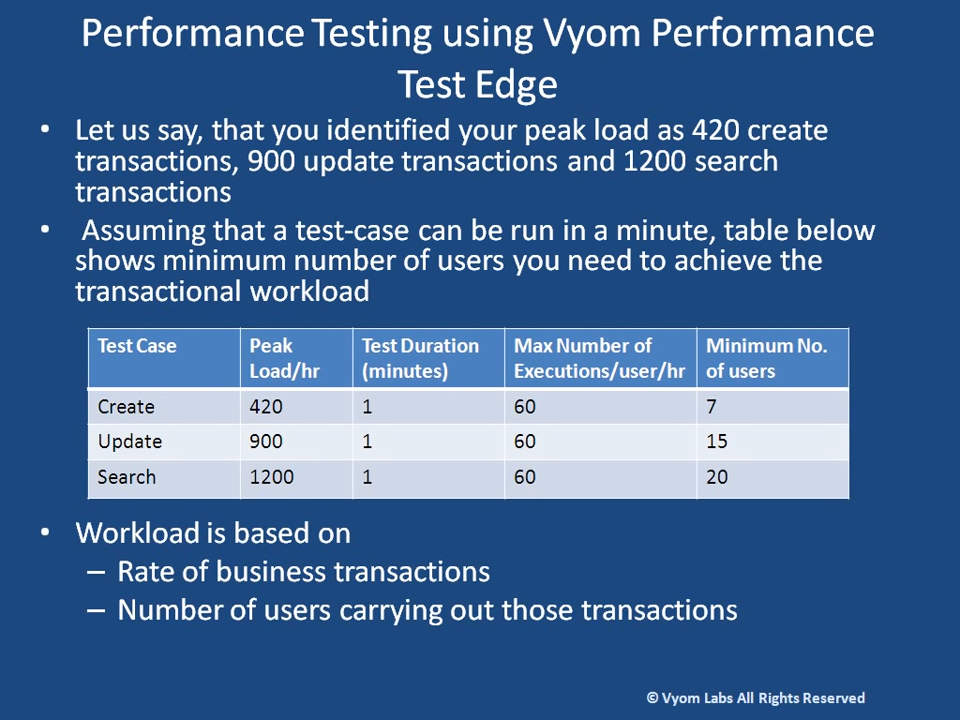 Performance Testing using Vyom Performance
Test Edge
• Let us say, that you identified your peak load as 420 create
transactions, 900 update transactions and 1200 search
transactions
• Assuming that a test-case can be run in a minute, table below
shows minimum number of users you need to achieve the
transactional workload
Test Case Peak Load/hr Test Duration (minutes) Max Number of Executions/user/hr Minimum No. of users
Create 420 1 60 7
Update 900 1 60 15
Search 1200 1 60 20
• Workload is based on
– Rate of business transactions
– Number of users carrying out those transactions
© Vyom Labs All Rights Reserved